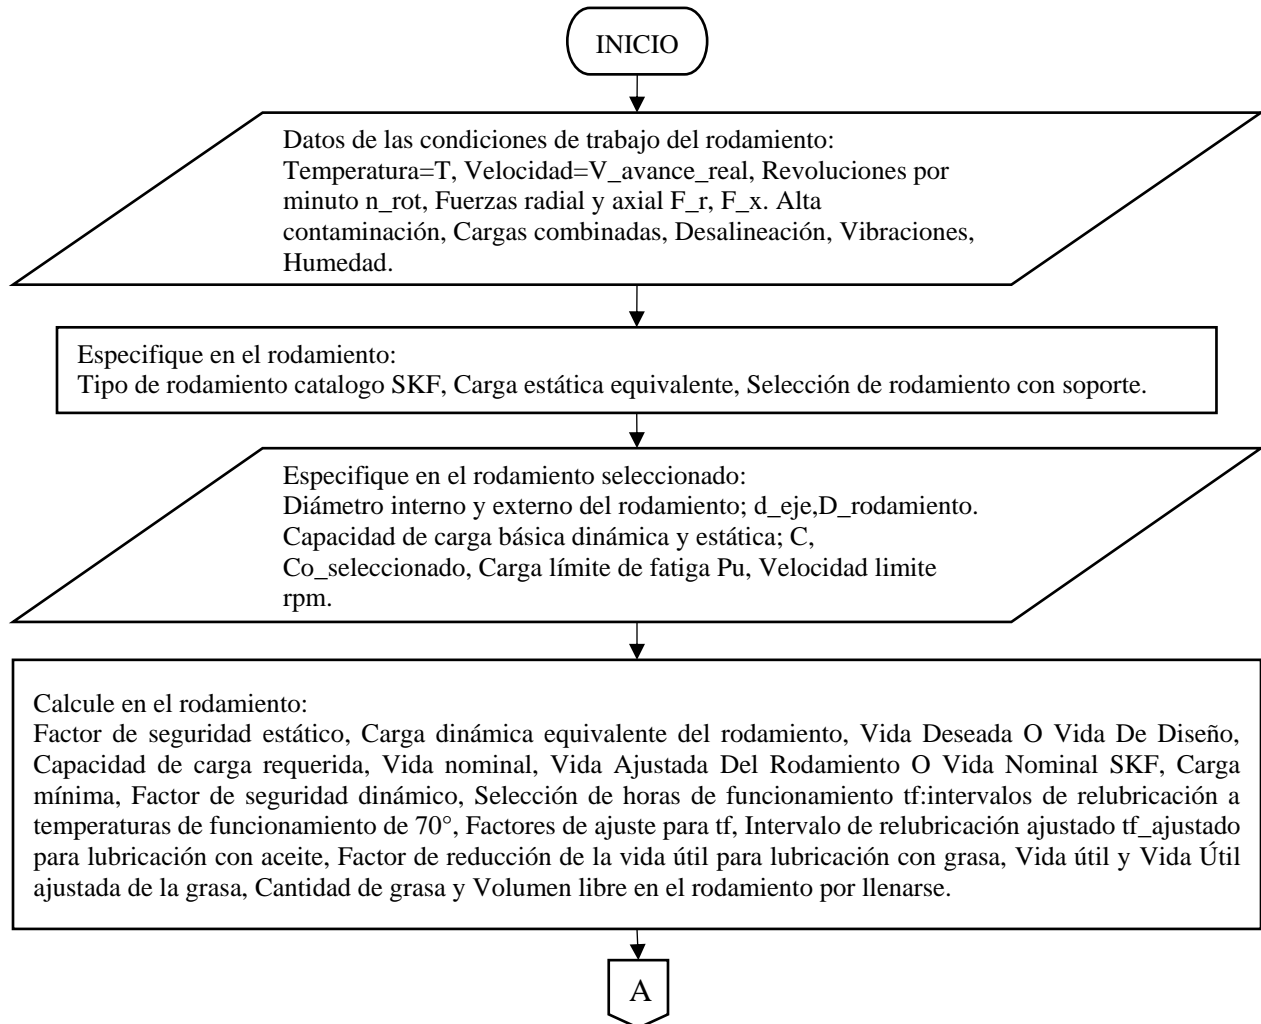 INICIO
Datos de las condiciones de trabajo del rodamiento:
Temperatura=T, Velocidad=V_avance_real, Revoluciones por
minuto n_rot, Fuerzas radial y axial F_r, F_x. Alta
contaminación, Cargas combinadas, Desalineación, Vibraciones,
Humedad.
Especifique en el rodamiento:
Tipo de rodamiento catalogo SKF, Carga estática equivalente, Selección de rodamiento con soporte.
Especifique en el rodamiento seleccionado:
Diámetro interno y externo del rodamiento; d_eje,D_rodamiento.
Capacidad de carga básica dinámica y estática; C,
Co_seleccionado, Carga límite de fatiga Pu, Velocidad limite
rpm.
Calcule en el rodamiento:
Factor de seguridad estático, Carga dinámica equivalente del rodamiento, Vida Deseada O Vida De Diseño,
Capacidad de carga requerida, Vida nominal, Vida Ajustada Del Rodamiento O Vida Nominal SKF, Carga
mínima, Factor de seguridad dinámico, Selección de horas de funcionamiento tf:intervalos de relubricación a
temperaturas de funcionamiento de 70°, Factores de ajuste para tf, Intervalo de relubricación ajustado tf_ajustado
para lubricación con aceite, Factor de reducción de la vida útil para lubricación con grasa, Vida útil y Vida Útil
ajustada de la grasa, Cantidad de grasa y Volumen libre en el rodamiento por llenarse.
A